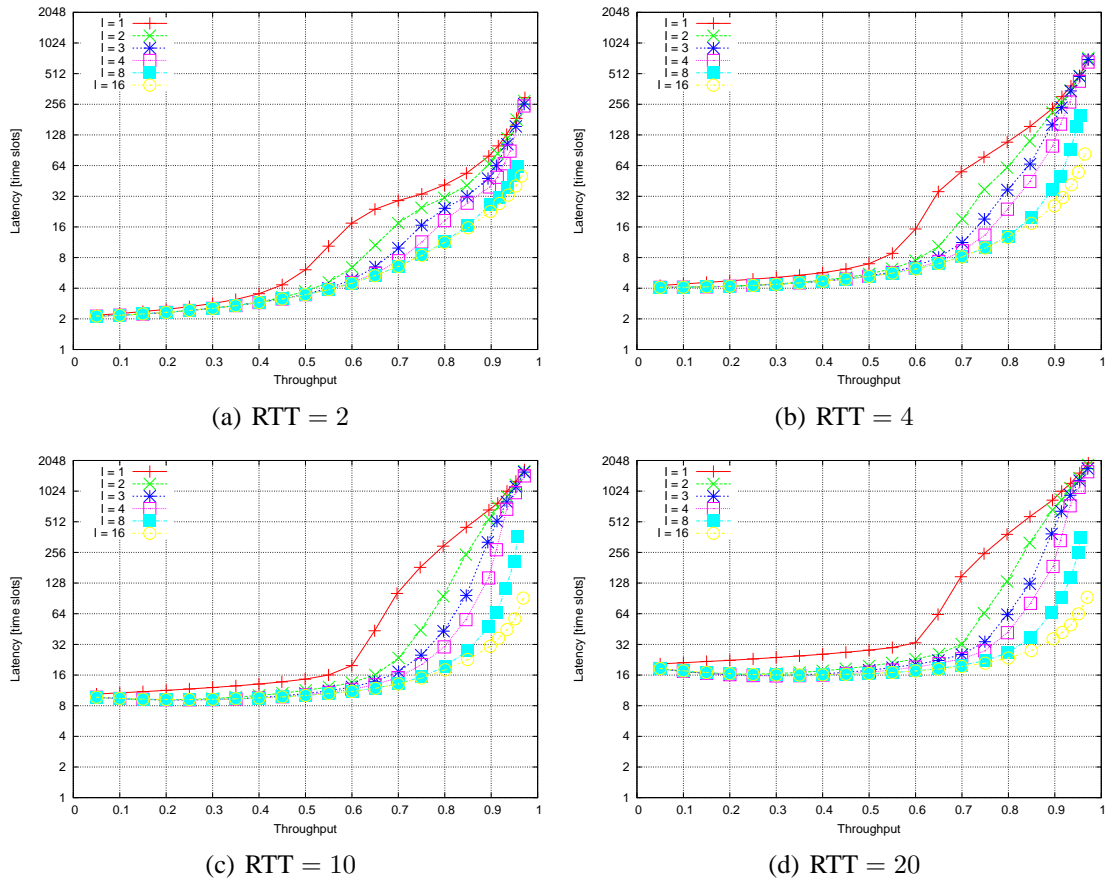 2048
1024
512
256
128
64
32
16
8
4
2
1
Latency [time slots]
I = 1
I = 2
I = 3
I = 4
I = 8
I = 16
0 0.1 0.2 0.3 0.4 0.5 0.6 0.7 0.8 0.9 1
Throughput
(a) RTT = 2
2048
1024
512
256
128
64
32
16
8
4
2
1
Latency [time slots]
I = 1
I = 2
I = 3
I = 4
I = 8
I = 16
0 0.1 0.2 0.3 0.4 0.5 0.6 0.7 0.8 0.9 1
Throughput
(b) RTT = 4
2048
1024
512
256
128
64
32
16
8
4
2
1
Latency [time slots]
I = 1
I = 2
I = 3
I = 4
I = 8
I = 16
0 0.1 0.2 0.3 0.4 0.5 0.6 0.7 0.8 0.9 1
Throughput
(c) RTT = 10
2048
1024
512
256
128
64
32
16
8
4
2
1
Latency [time slots]
I = 1
I = 2
I = 3
I = 4
I = 8
I = 16
0 0.1 0.2 0.3 0.4 0.5 0.6 0.7 0.8 0.9 1
Throughput
(d) RTT = 20